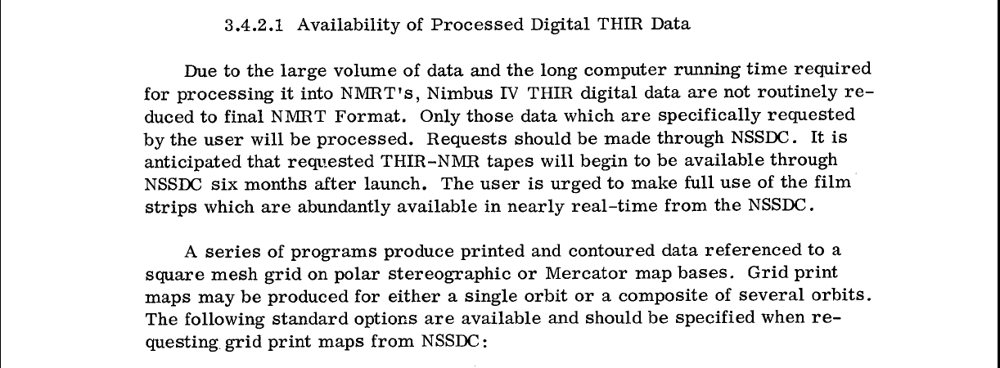 3.4.2.1 Availability of Processed Digital THIR Data
Due to the large volume of data and the long computer running time required
for processing it into NMRT's, Nimbus IV THIR digital data are not routinely re-
duced to final NMRT Format. Only those data which are specifically requested
by the user will be processed. Requests should be made through NSSDC. It is
anticipated that requested THIR-NMR tapes will begin to be available through
NSSDC six months after launch. The user is urged to make full use of the film
strips which are abundantly available in nearly real-time from the NSSDC.
A series of programs produce printed and contoured data referenced to a
square mesh grid on polar stereographic or Mercator map bases. Grid print
maps may be produced for either a single orbit or a composite of several orbits.
The following standard options are available and should be specified when re-
questing grid print maps from NSSDC: